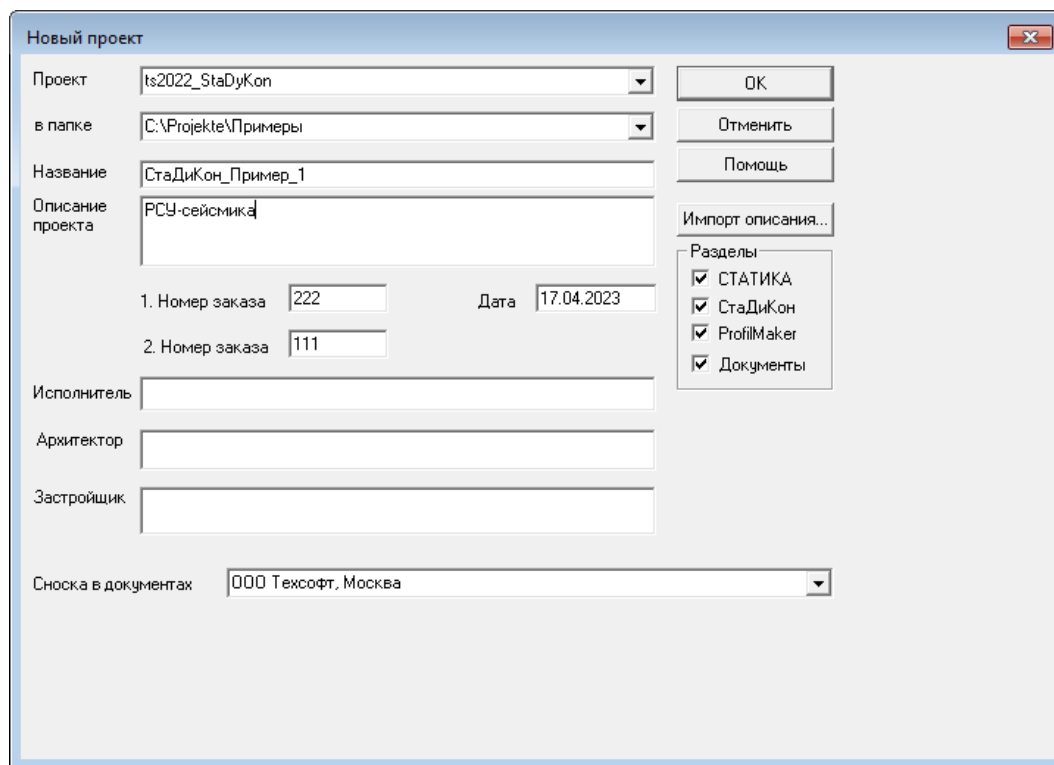 Новый проект
Проект ts2022_StaDyKon OK
в папке C:\Projekte\Примеры Отменить
Название СтаДиКон_Пример_1 Помощь
Описание проекта РСУ-сейсмика Импорт описания...
Разделы
СТАТИКА
СтаДиКон
ProfilMaker
Документы
1. Номер заказа 222 Дата 17.04.2023
2. Номер заказа 111
Исполнитель
Архитектор
Застройщик
Сноска в документах ООО Техсофт, Москва